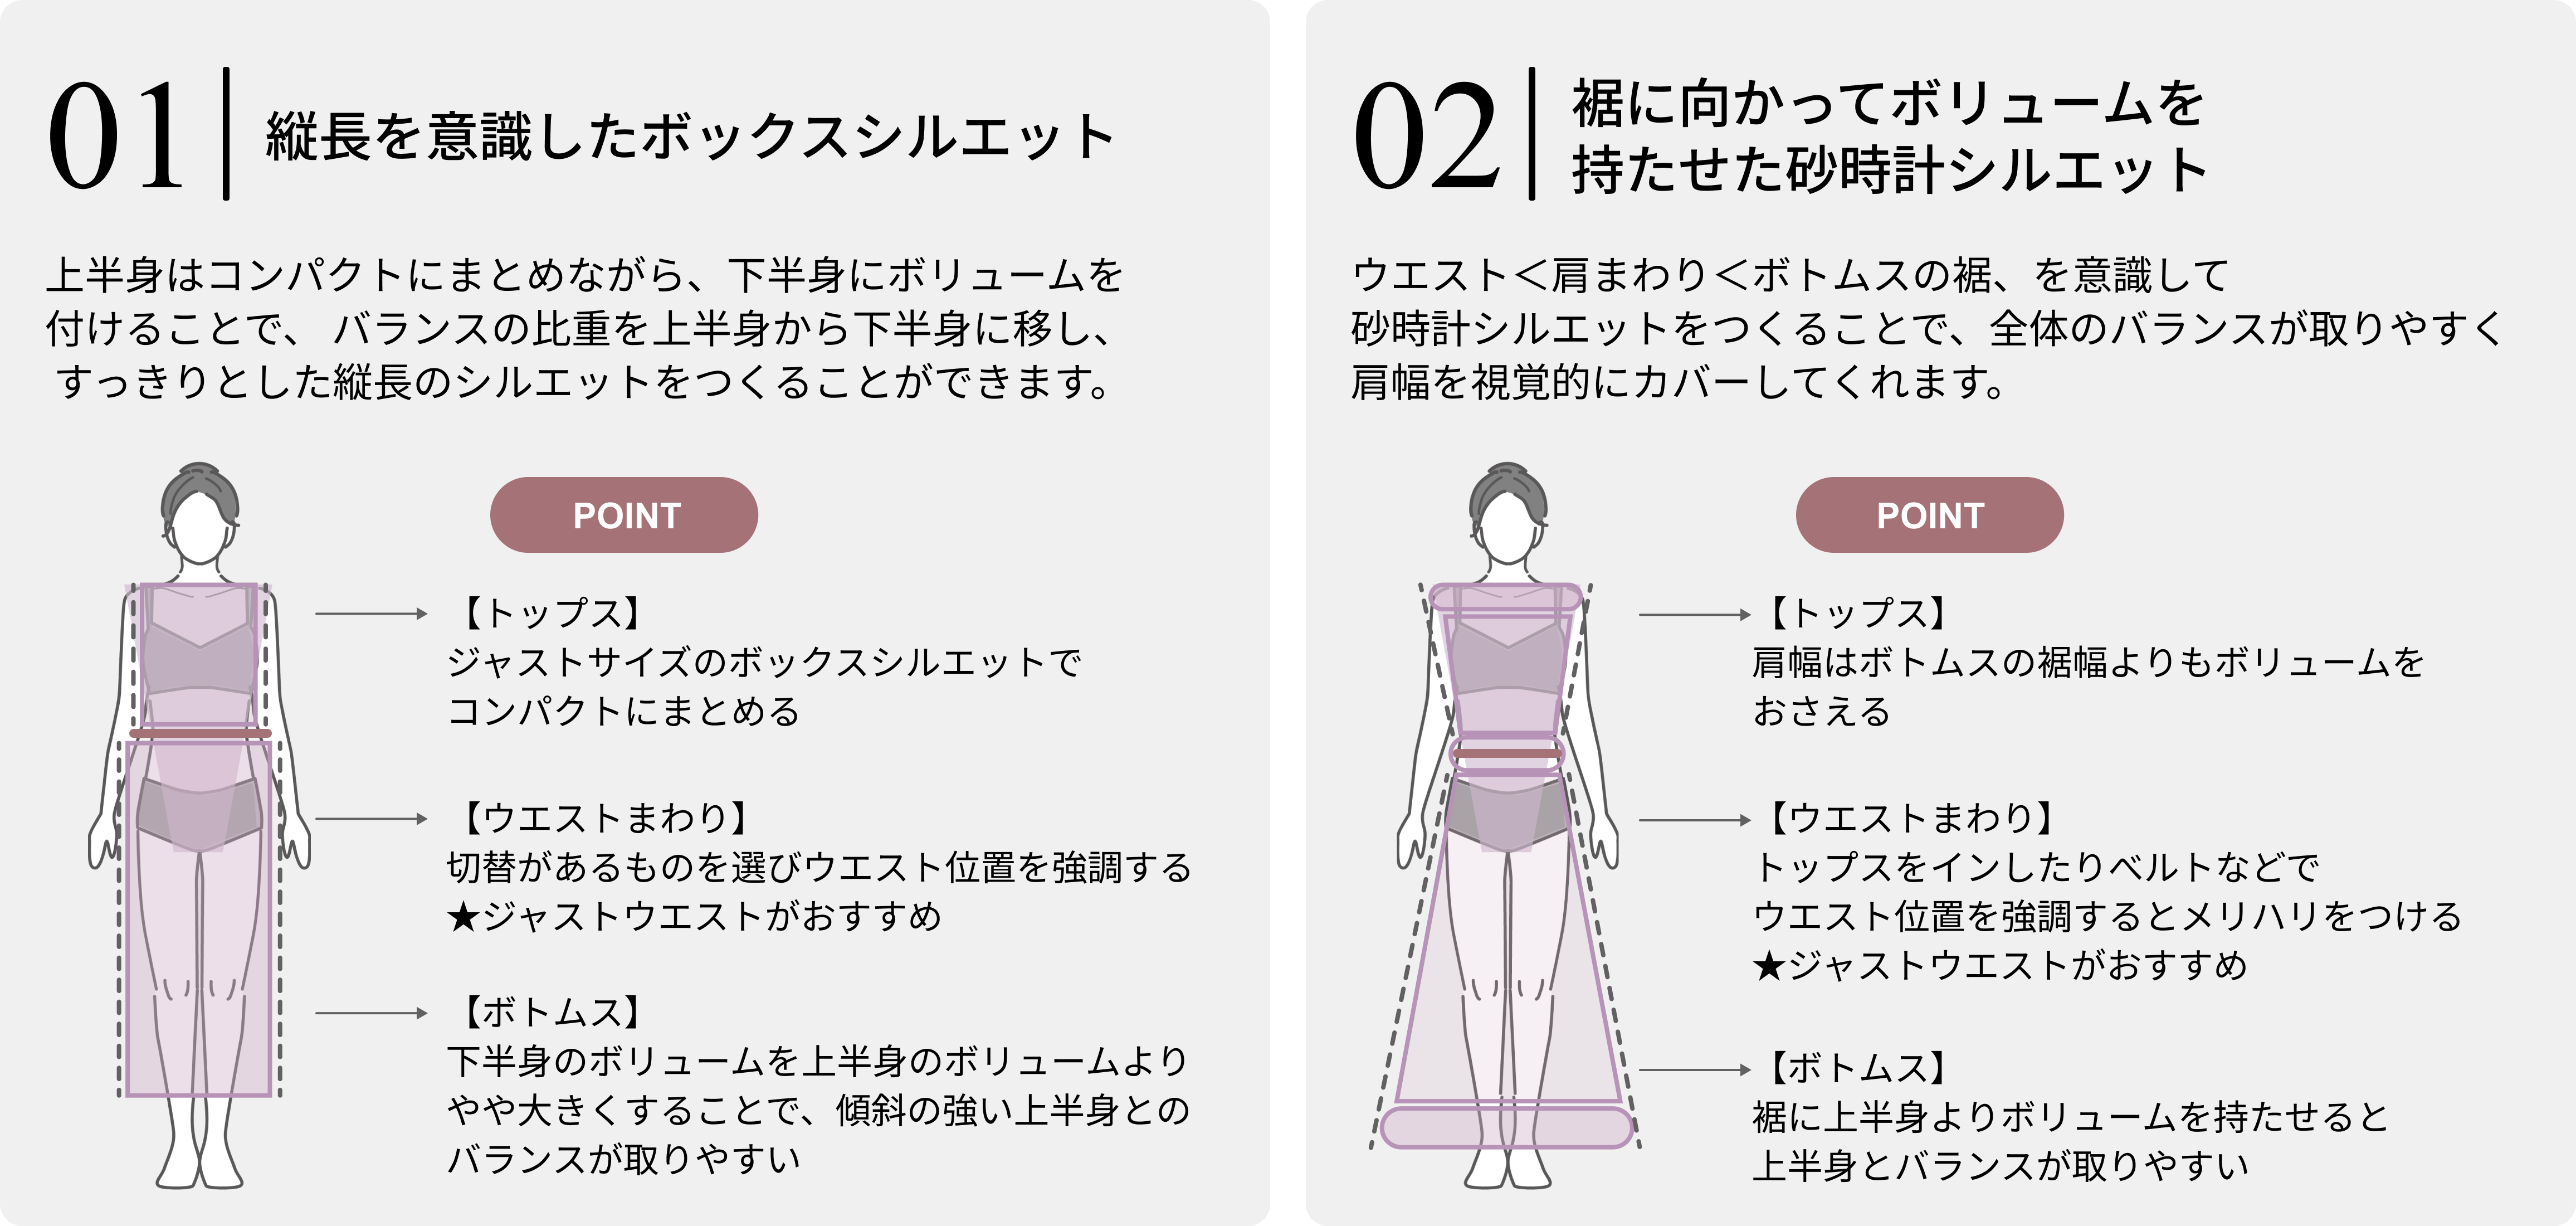 01
縦長を意識したボックスシルエット
上半身はコンパクトにまとめながら、下半身にボリュームを
付けることで、 バランスの比重を上半身から下半身に移し、
すっきりとした縦長のシルエットをつくることができます。
POINT
【トップス】
ジャストサイズのボックスシルエットで
コンパクトにまとめる
【ウエストまわり】
切替があるものを選びウエスト位置を強調する
★ジャストウエストがおすすめ
【ボトムス】
下半身のボリュームを上半身のボリュームより
やや大きくすることで、傾斜の強い上半身との
バランスが取りやすい
02
裾に向かってボリュームを
持たせた砂時計シルエット
ウエスト＜肩まわり＜ボトムスの裾、を意識して
砂時計シルエットをつくることで、全体のバランスが取りやすく
肩幅を視覚的にカバーしてくれます。
POINT
【トップス】
肩幅はボトムスの裾幅よりもボリュームを
おさえる
【ウエストまわり】
トップスをインしたりベルトなどで
ウエスト位置を強調するとメリハリをつける
★ジャストウエストがおすすめ
【ボトムス】
裾に上半身よりボリュームを持たせると
上半身とバランスが取りやすい